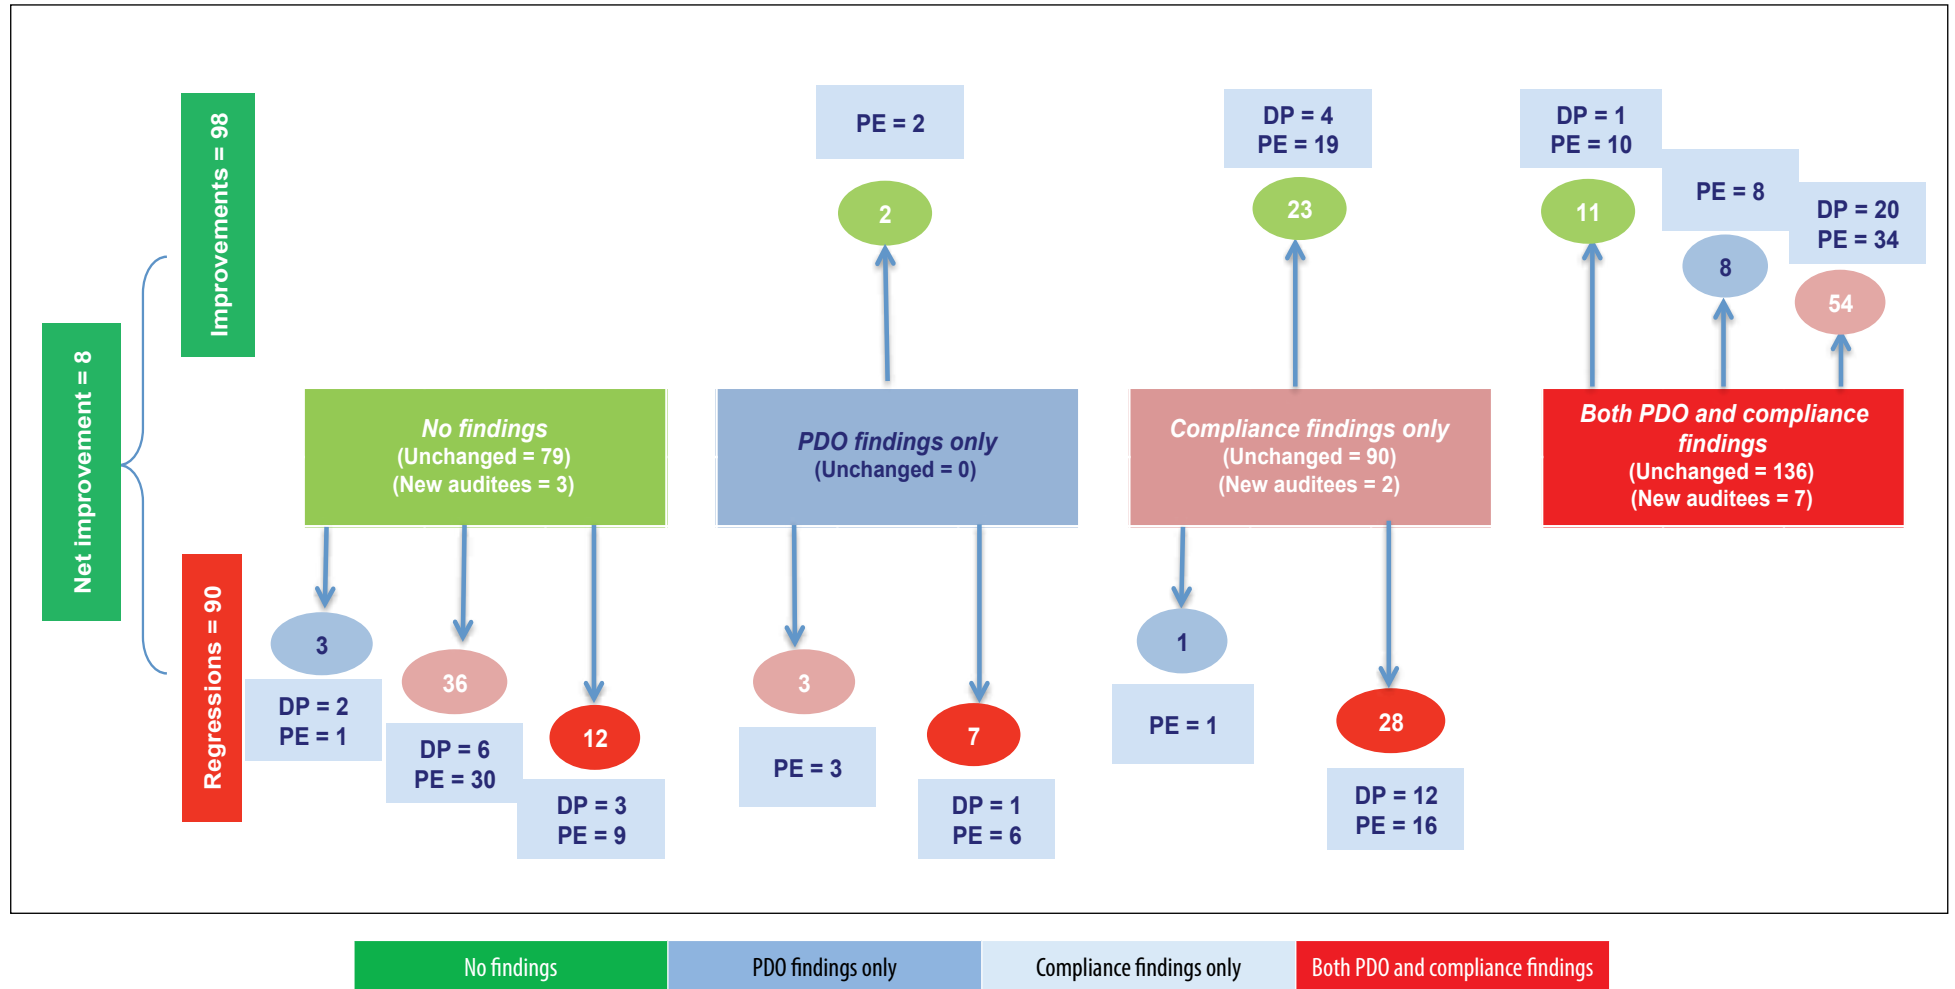 Net improvement = 8
Improvements = 98
Regressions = 90
PE = 2
2
DP = 4
PE = 19
23
DP = 1
PE = 10
11
PE = 8
8
DP = 20
PE = 34
54
No findings
(Unchanged = 79)
(New auditees = 3)
PDO findings only
(Unchanged = 0)
Compliance findings only
(Unchanged = 90)
(New auditees = 2)
Both PDO and compliance
findings
(Unchanged = 136)
(New auditees = 7)
3
DP = 2
PE = 1
36
DP = 6
PE = 30
12
DP = 3
PE = 9
3
PE = 3
7
DP = 1
PE = 6
1
PE = 1
28
DP = 12
PE = 16
No findings
PDO findings only
Compliance findings only
Both PDO and compliance findings